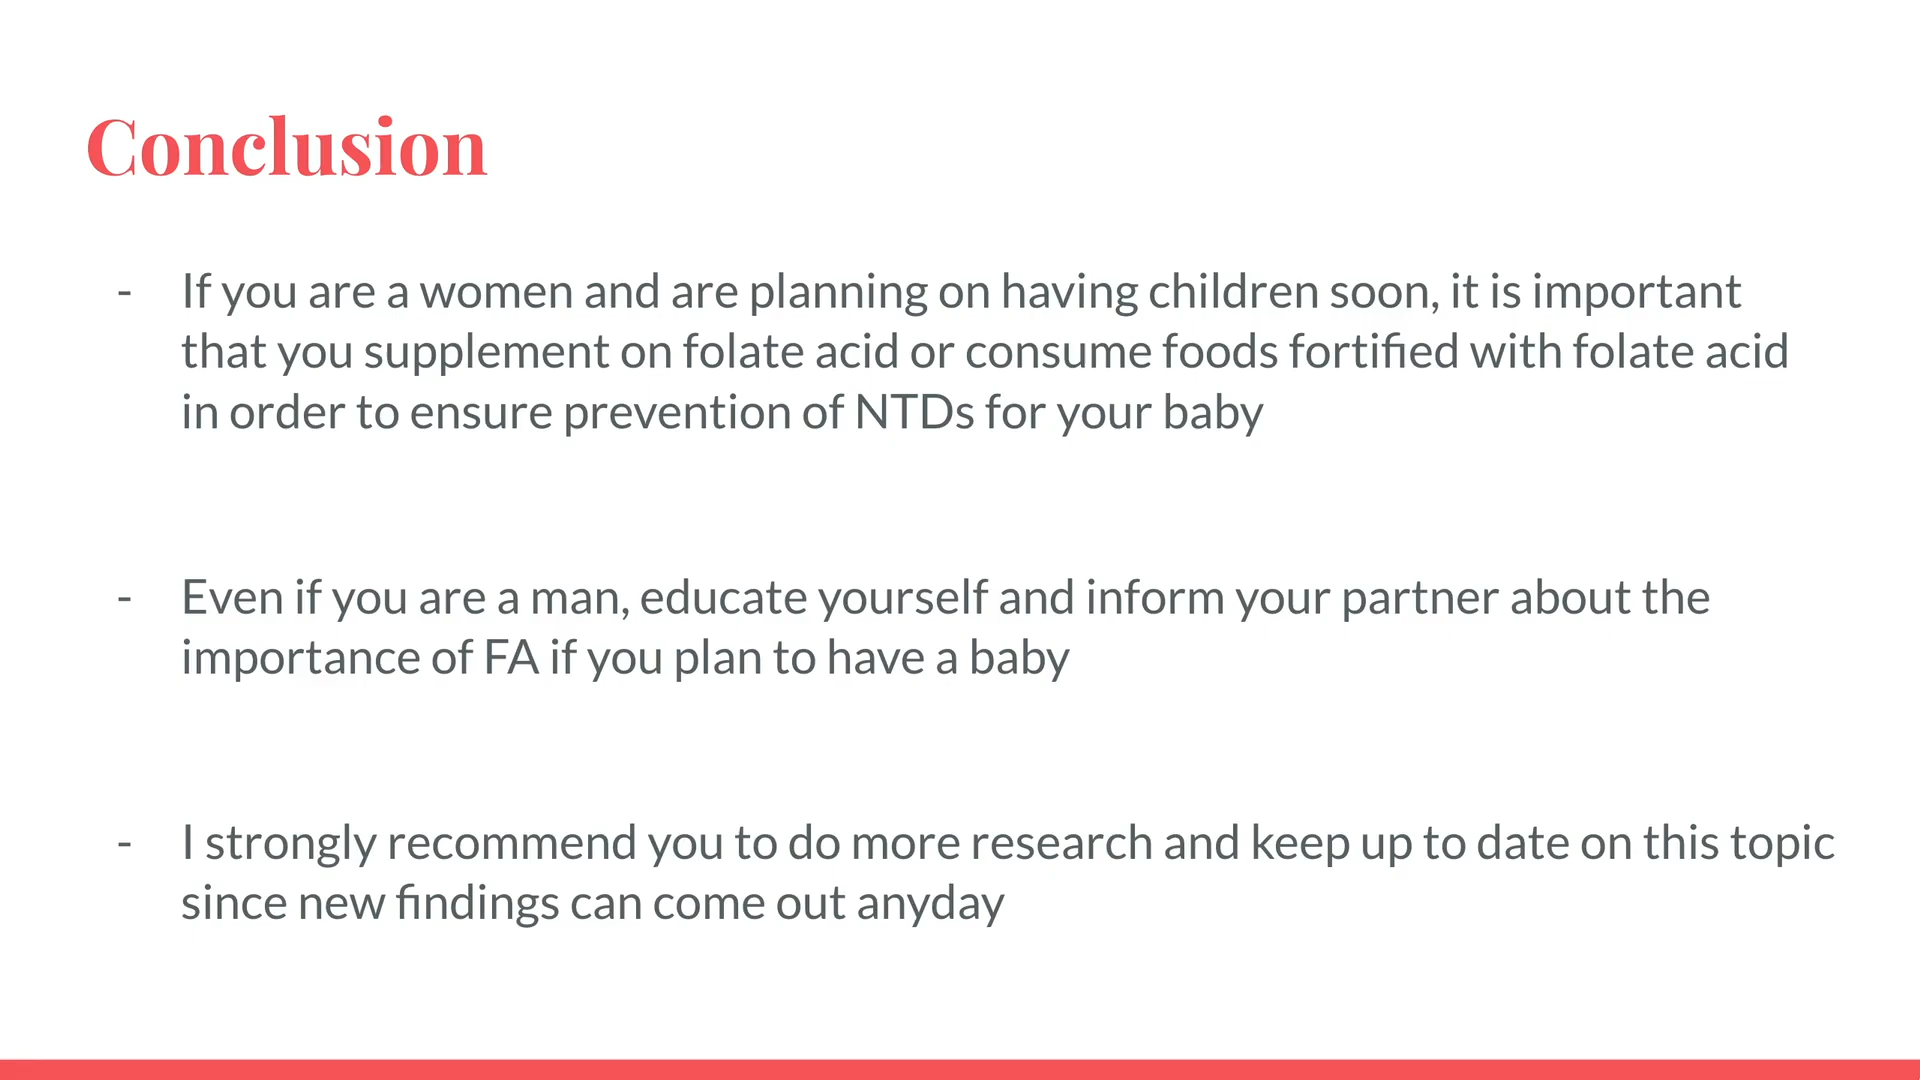 Conclusion
- If you are a women and are planning on having children soon, it is important
that you supplement on folate acid or consume foods fortified with folate acid
in order to ensure prevention of NTDs for your baby
- Even if you are a man, educate yourself and inform your partner about the
importance of FA if you plan to have a baby
- I strongly recommend you to do more research and keep up to date on this topic
since new findings can come out anyday